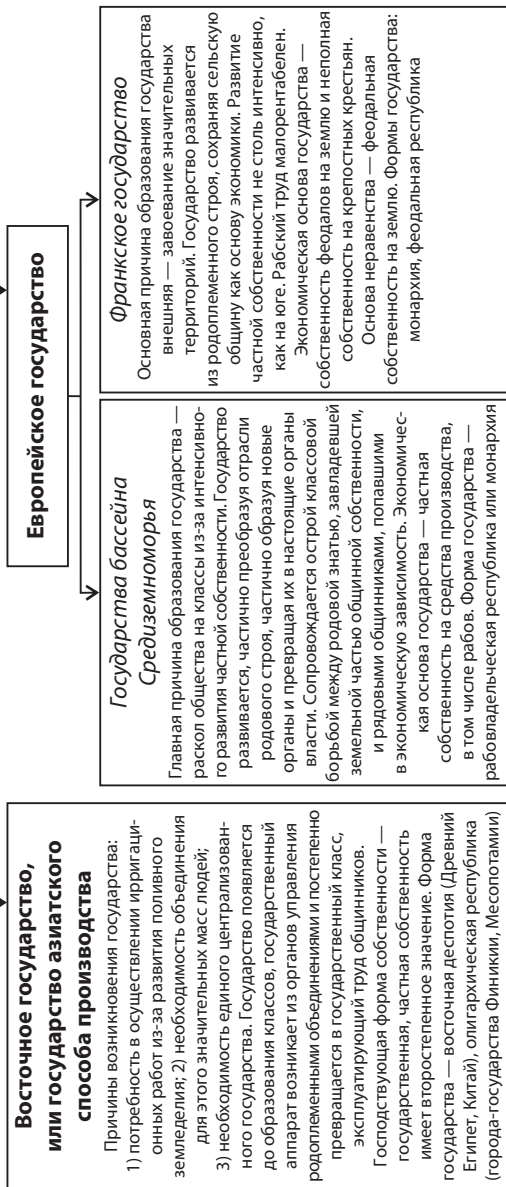 Восточное государство,
или государство азиатского
способа производства
Причины возникновения государства:
1) потребность в осуществлении ирригаци-
онных работ из-за развития поливного
земледелия; 2) необходимость объединения
для этого значительных масс людей;
3) необходимость единого централизован-
ного государства. Государство появляется
до образования классов, государственный
аппарат возникает из органов управления
родоплеменными объединениями и постепенно
превращается в государственный класс,
эксплуатирующий труд общинников.
Господствующая форма собственности —
государственная, частная собственность
имеет второстепенное значение. Форма
государства — восточная деспотия (Древний
Египет, Китай), олигархическая республика
(города-государства Финикии, Месопотамии)
Европейское государство
Государства бассейна
Средиземноморья
Главная причина образования государства —
раскол общества на классы из-за интенсивно-
го развития частной собственности. Государство
развивается, частично преобразуя отрасли
родового строя, частично образуя новые
органы и превращая их в настоящие органы
власти. Сопровождается острой классовой
борьбой между родовой знатью, завладевшей
земельной частью общинной собственности,
и рядовыми общинниками, попавшими
в экономическую зависимость. Экономичес-
кая основа государства — частная
собственность на средства производства,
в том числе рабов. Форма государства —
рабовладельческая республика или монархия
Франкское государство
Основная причина образования государства
внешняя — завоевание значительных
территорий. Государство развивается
из родоплеменного строя, сохраняя сельскую
общину как основу экономики. Развитие
частной собственности не столь интенсивно,
как на юге. Рабский труд малорентабелен.
Экономическая основа государства —
собственность феодалов на землю и неполная
собственность на крепостных крестьян.
Основа неравенства — феодальная
собственность на землю. Формы государства:
монархия, феодальная республика